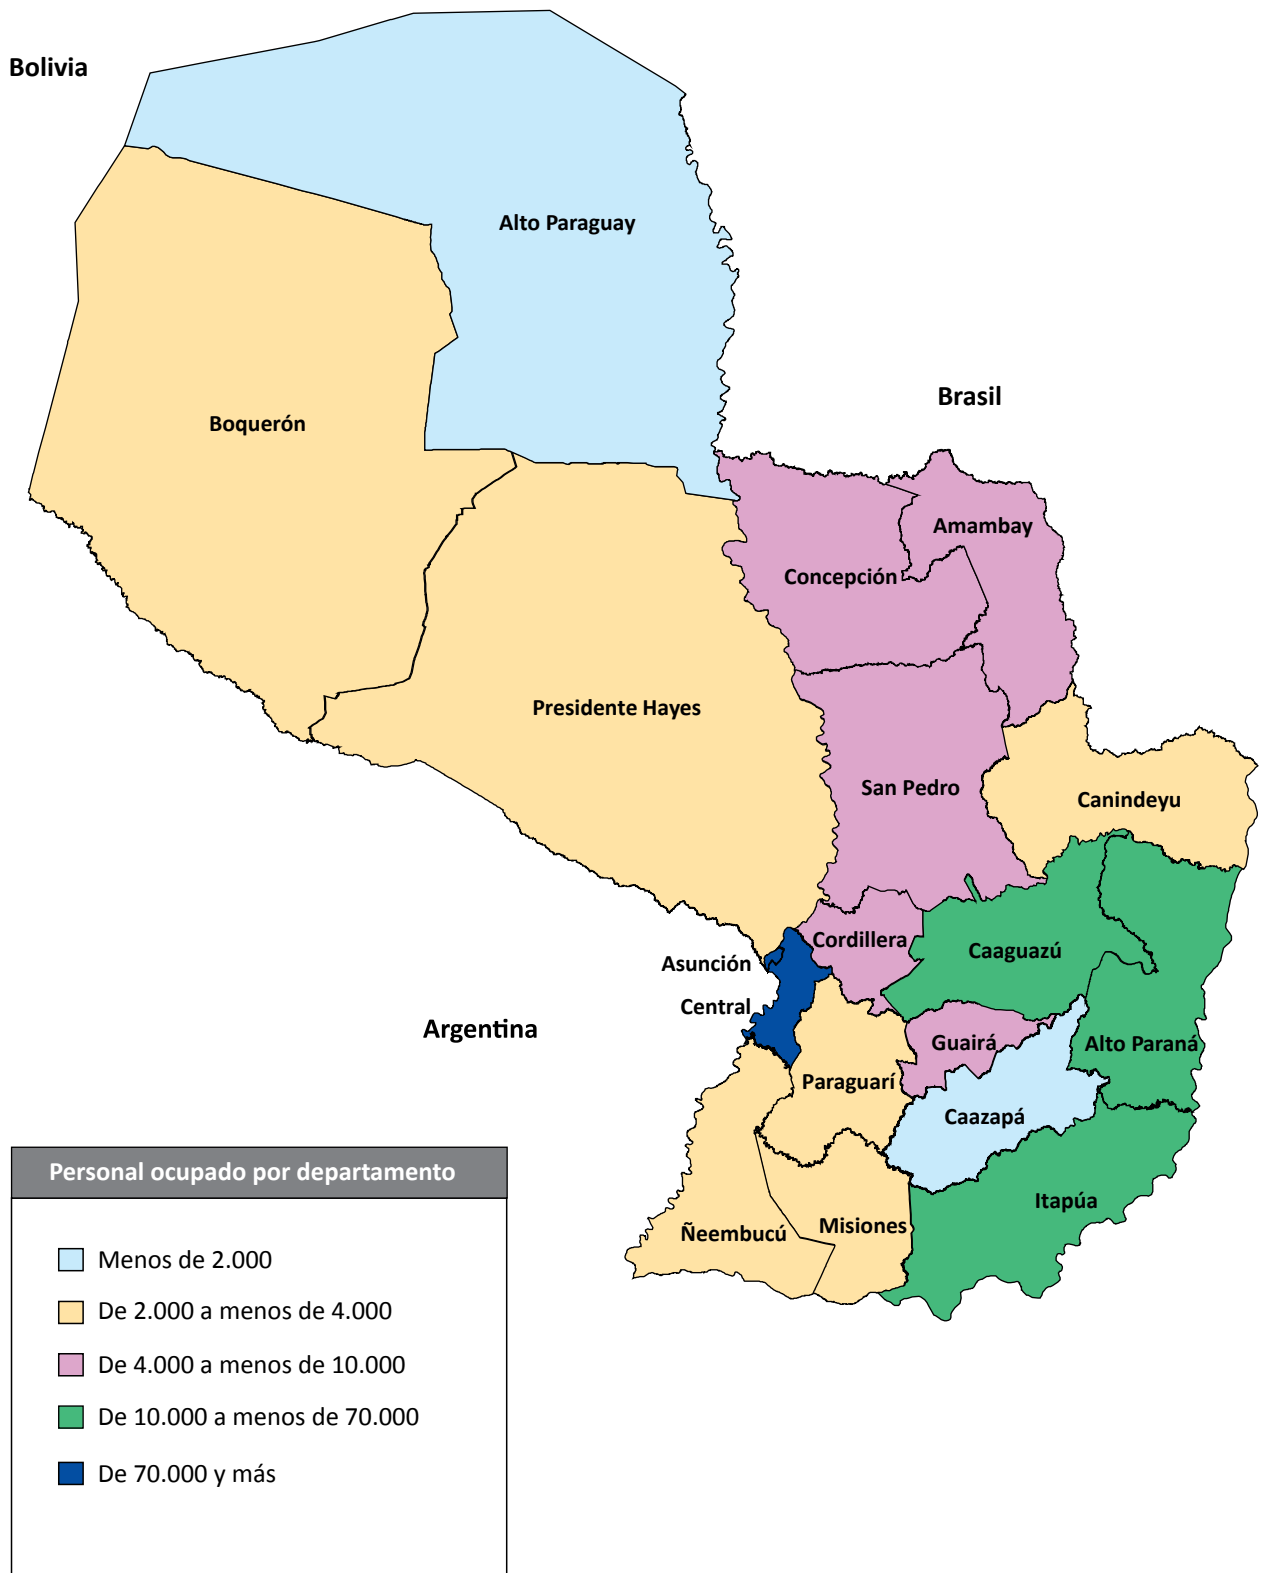 Bolivia
Alto Paraguay
Brasil
Boquerón
Amambay
Concepción
Presidente Hayes
San Pedro
Canindeyu
Cordillera
Caaguazú
Asunción
Central
Argentina
Guairá
Alto Paraná
Paraguarí
Caazapá
Itapúa
Misiones
Ñeembucú
Personal ocupado por departamento
Menos de 2.000
De 2.000 a menos de 4.000
De 4.000 a menos de 10.000
De 10.000 a menos de 70.000
De 70.000 y más